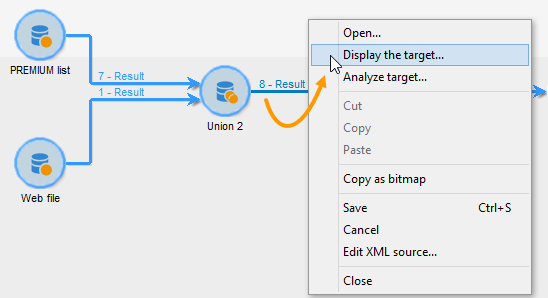 PREMIUM list
7 - Result
1 - Result
Union 2
8 - Result
Web file
Open...
Display the target...
Analyze target...
Cut
Copy
Paste
Copy as bitmap
Save Ctrl+S
Cancel
Edit XML source...
Close